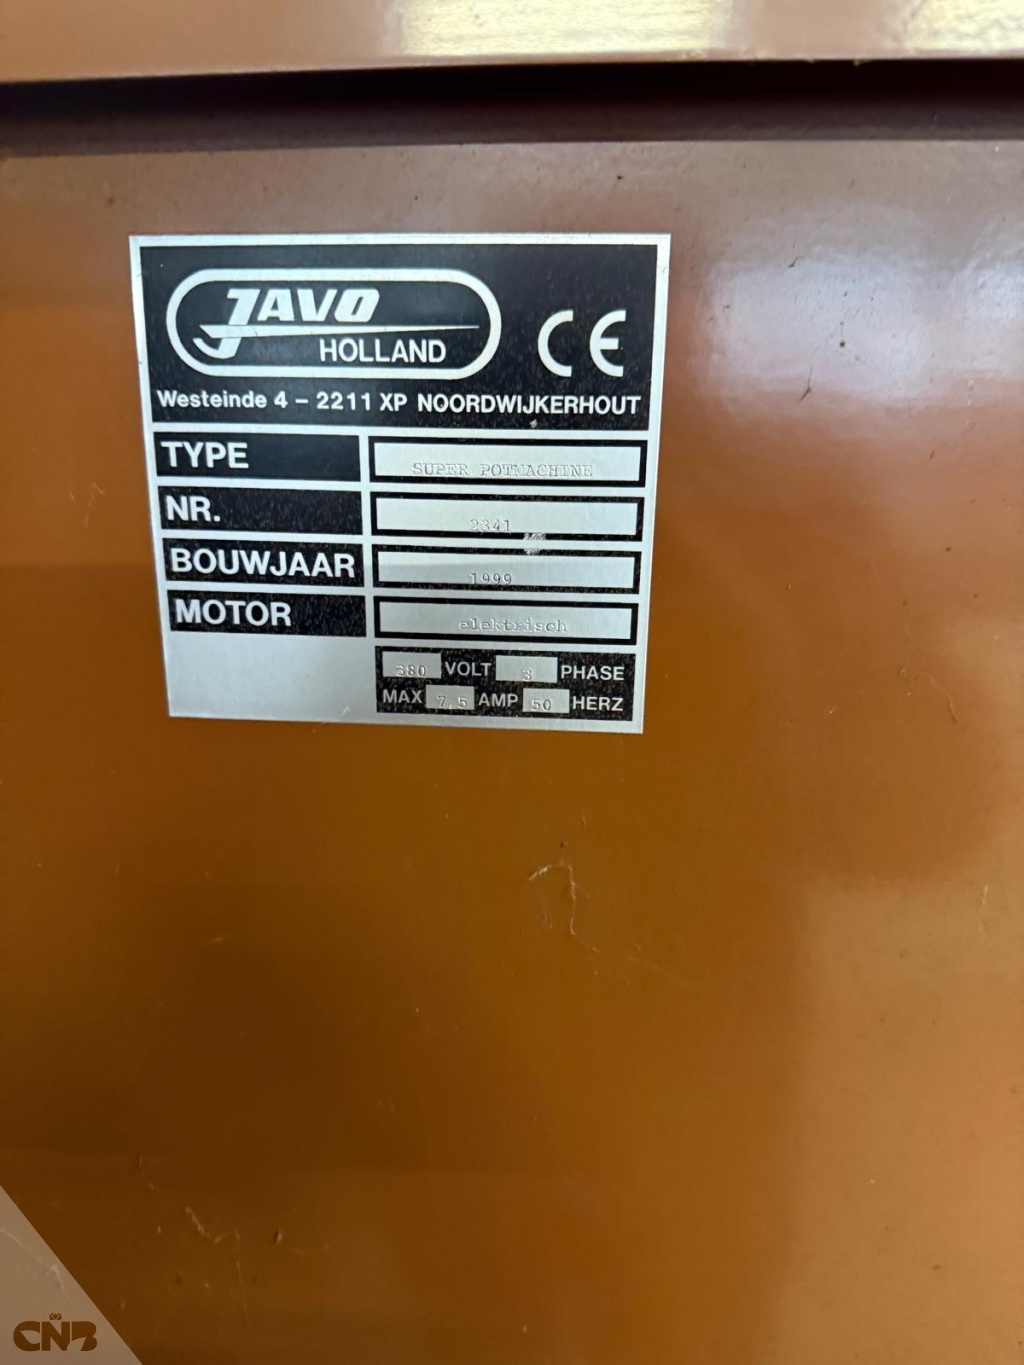 JAVO
HOLLAND
CE
Westeinde 4 - 2211 XP NOORDWIJKERHOUT
TYPE SUPER POTMACHINE
NR. 2341
BOUWJAAR 1999
MOTOR elektrisch
380 VOLT 3 PHASE
MAX 7,5 AMP 50 HERZ
CNB